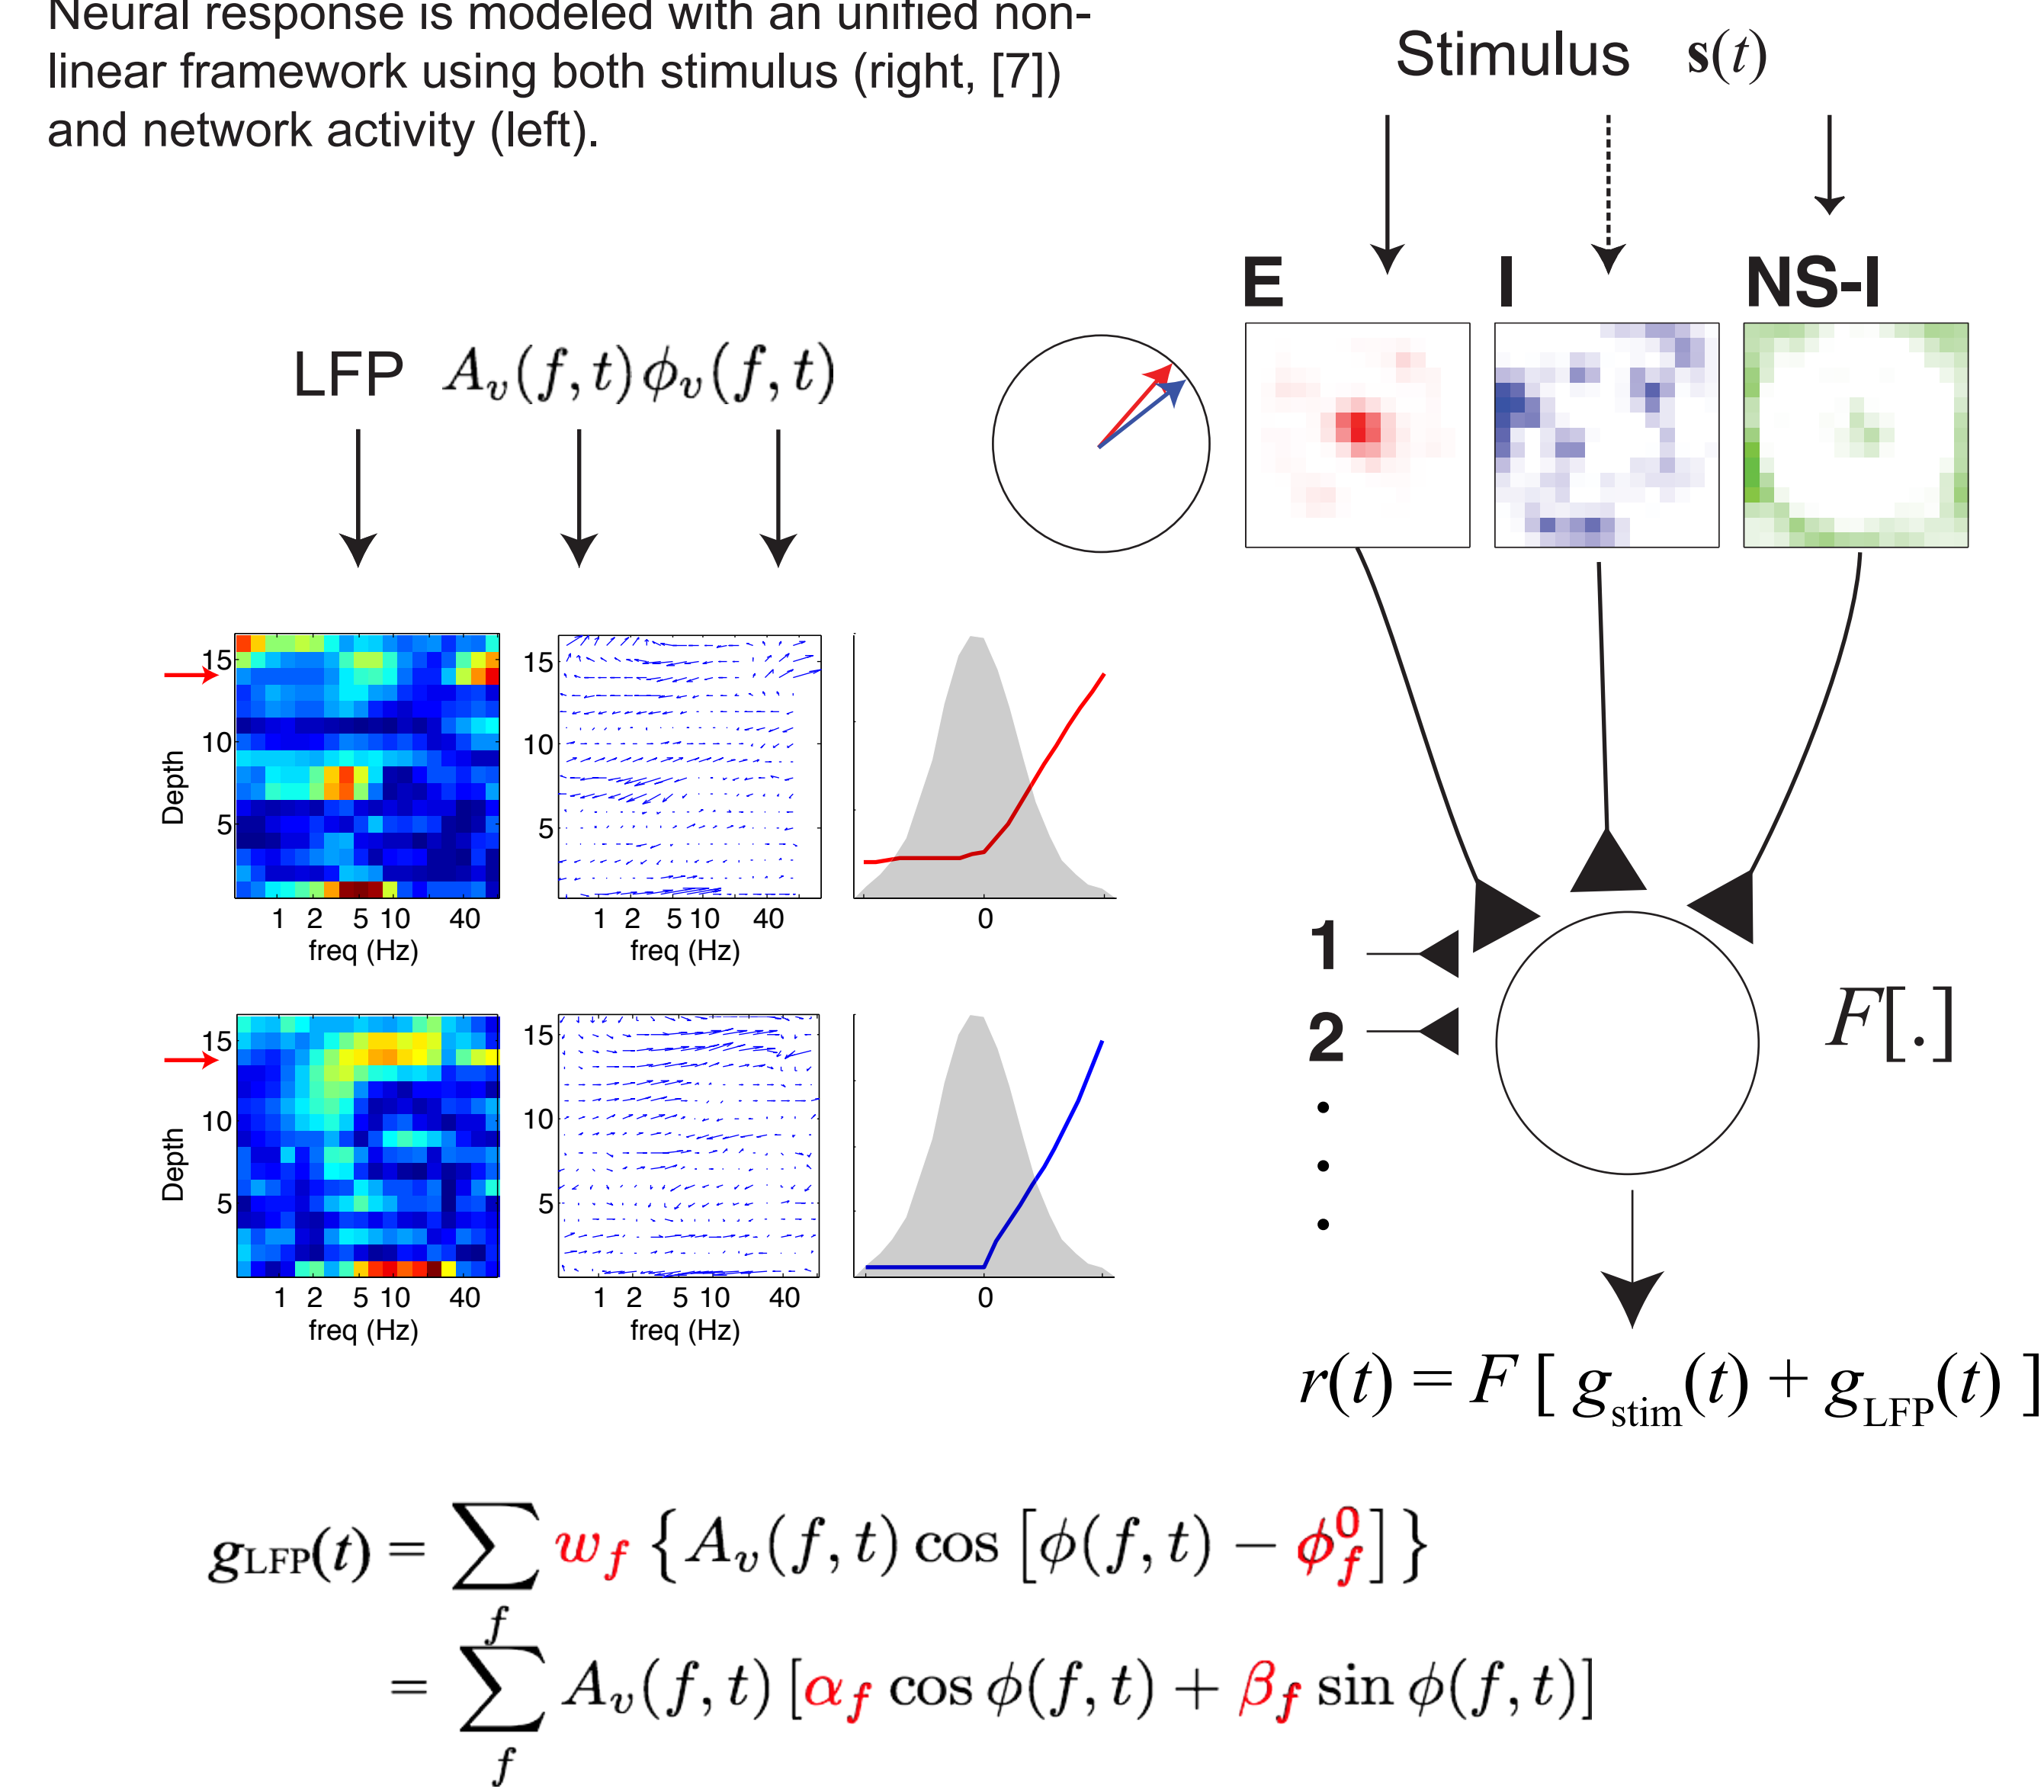 Neural response is modeled with an unified non-
linear framework using both stimulus (right, [7])
and network activity (left).
Stimulus s(t)
E
I
NS-I
LFP A_v(f, t) ϕ_v(f, t)
15
10
5
Depth
1 2 5 10 40
freq (Hz)
15
10
5
1 2 5 10 40
freq (Hz)
0
15
10
5
Depth
1 2 5 10 40
freq (Hz)
15
10
5
1 2 5 10 40
freq (Hz)
0
1
2
F[.]
r(t) = F [ g_stim(t) + g_LFP(t) ]
g_LFP(t) = ∑_f w_f {A_v(f, t) cos [ϕ(f, t) − ϕ_f^0]}
= ∑_f A_v(f, t) [α_f cos ϕ(f, t) + β_f sin ϕ(f, t)]